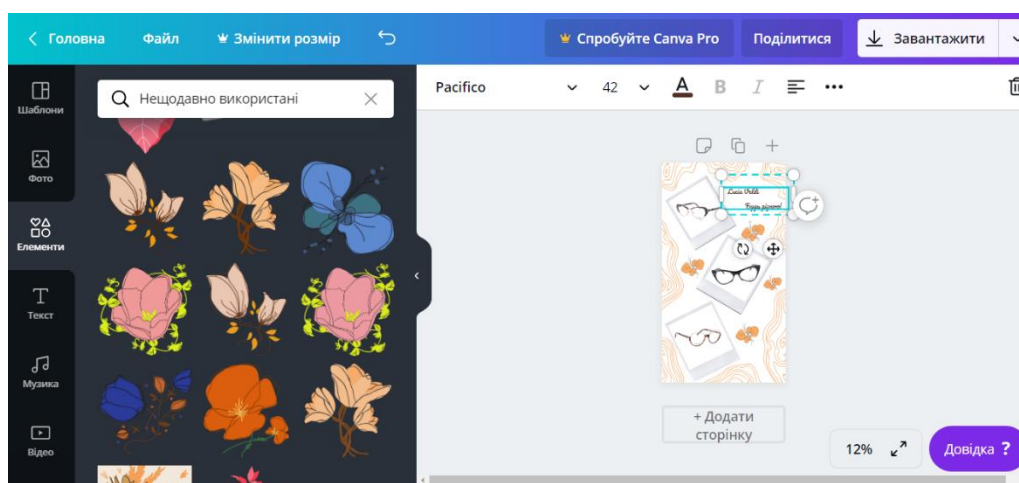 Головна Файл Змінити розмір Спробуйте Canva Pro Поділитися Завантажити
Шаблони
Фото
Елементи
Текст
Музика
Відео
Нещодавно використані
Pacifico 42 A B I
+ Додати
сторінку
12% Довідка ?